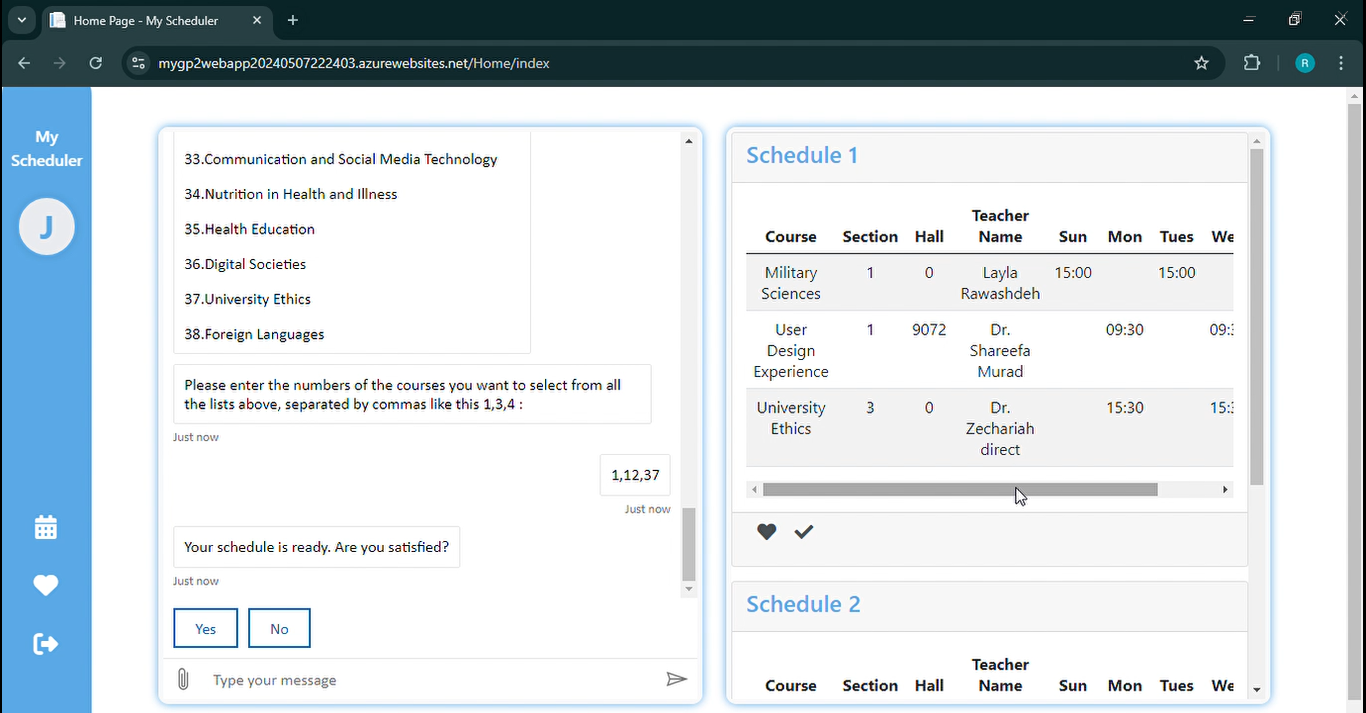 Home Page - My Scheduler
mygp2webapp20240507222403.azurewebsites.net/Home/index
R
My
Scheduler
J
33.Communication and Social Media Technology
34.Nutrition in Health and Illness
35.Health Education
36.Digital Societies
37.University Ethics
38.Foreign Languages
Please enter the numbers of the courses you want to select from all
the lists above, separated by commas like this 1,3,4 :
Just now
1,12,37
Just now
Your schedule is ready. Are you satisfied?
Just now
Yes No
Type your message
Schedule 1
Teacher
Course Section Hall Name Sun Mon Tues We
Military 1 0 Layla 15:00 15:00
Sciences Rawashdeh
User 1 9072 Dr. 09:30 09:3
Design Shareefa
Experience Murad
University 3 0 Dr. 15:30 15:3
Ethics Zechariah
direct
Schedule 2
Teacher
Course Section Hall Name Sun Mon Tues We